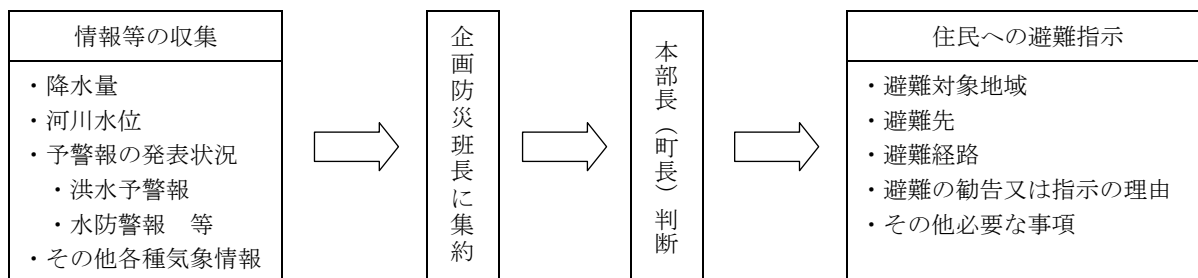 情報等の収集
・降水量
・河川水位
・予警報の発表状況
・洪水予警報
・水防警報　等
・その他各種気象情報
企画防災班長に集約
本部長（町長）判断
住民への避難指示
・避難対象地域
・避難先
・避難経路
・避難の勧告又は指示の理由
・その他必要な事項